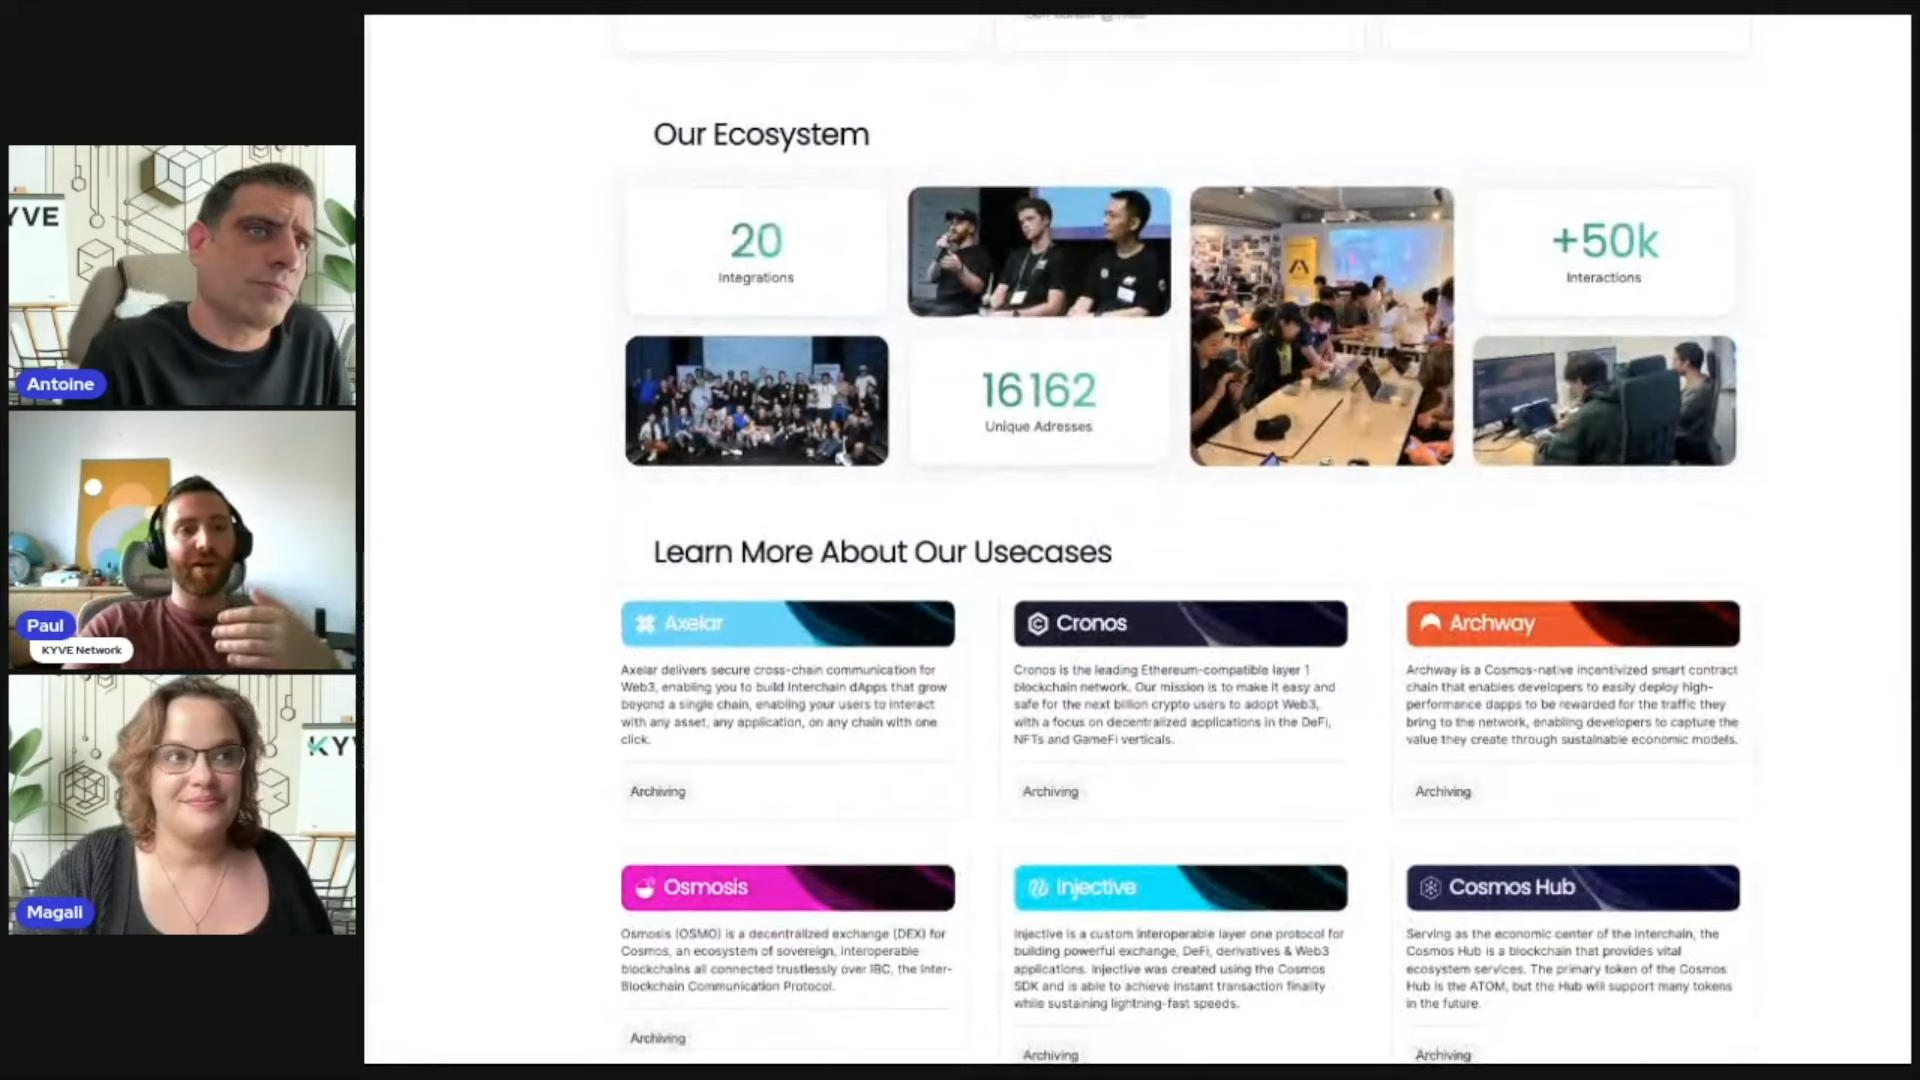 YVE
Antoine
Paul
KYVE Network
KY
Magali
Our Ecosystem
20
Integrations
+50k
Interactions
16 162
Unique Adresses
Learn More About Our Usecases
Axelar
Axelar delivers secure cross-chain communication for
Web3, enabling you to build Interchain dApps that grow
beyond a single chain, enabling your users to interact
with any asset, any application, on any chain with one
click.
Archiving
Cronos
Cronos is the leading Ethereum-compatible layer 1
blockchain network. Our mission is to make it easy and
safe for the next billion crypto users to adopt Web3,
with a focus on decentralized applications in the DeFi,
NFTs and GameFi verticals.
Archiving
Archway
Archway is a Cosmos-native incentivized smart contract
chain that enables developers to easily deploy high-
performance dapps to be rewarded for the traffic they
bring to the network, enabling developers to capture the
value they create through sustainable economic models.
Archiving
Osmosis
Osmosis (OSMO) is a decentralized exchange (DEX) for
Cosmos, an ecosystem of sovereign, interoperable
blockchains all connected trustlessly over IBC, the Inter-
Blockchain Communication Protocol.
Archiving
Injective
Injective is a custom interoperable layer one protocol for
building powerful exchange, DeFi, derivatives & Web3
applications. Injective was created using the Cosmos
SDK and is able to achieve instant transaction finality
while sustaining lightning-fast speeds.
Archiving
Cosmos Hub
Serving as the economic center of the Interchain, the
Cosmos Hub is a blockchain that provides vital
ecosystem services. The primary token of the Cosmos
Hub is the ATOM, but the Hub will support many tokens
in the future.
Archiving